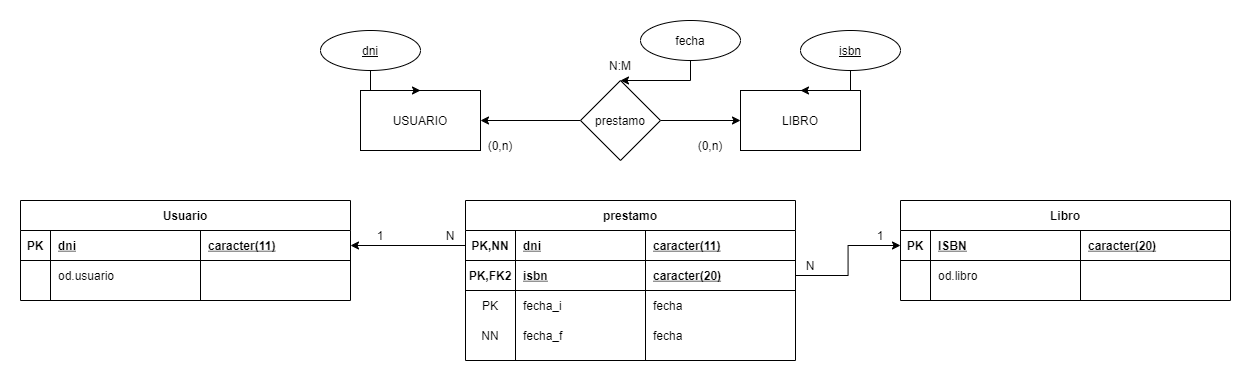 dni
fecha
isbn
N:M
USUARIO
prestamo
LIBRO
(0,n)
(0,n)
Usuario
PK dni caracter(11)
od.usuario
1
N
prestamo
PK,NN dni caracter(11)
PK,FK2 isbn caracter(20)
PK fecha_i fecha
NN fecha_f fecha
N
1
Libro
PK ISBN caracter(20)
od.libro